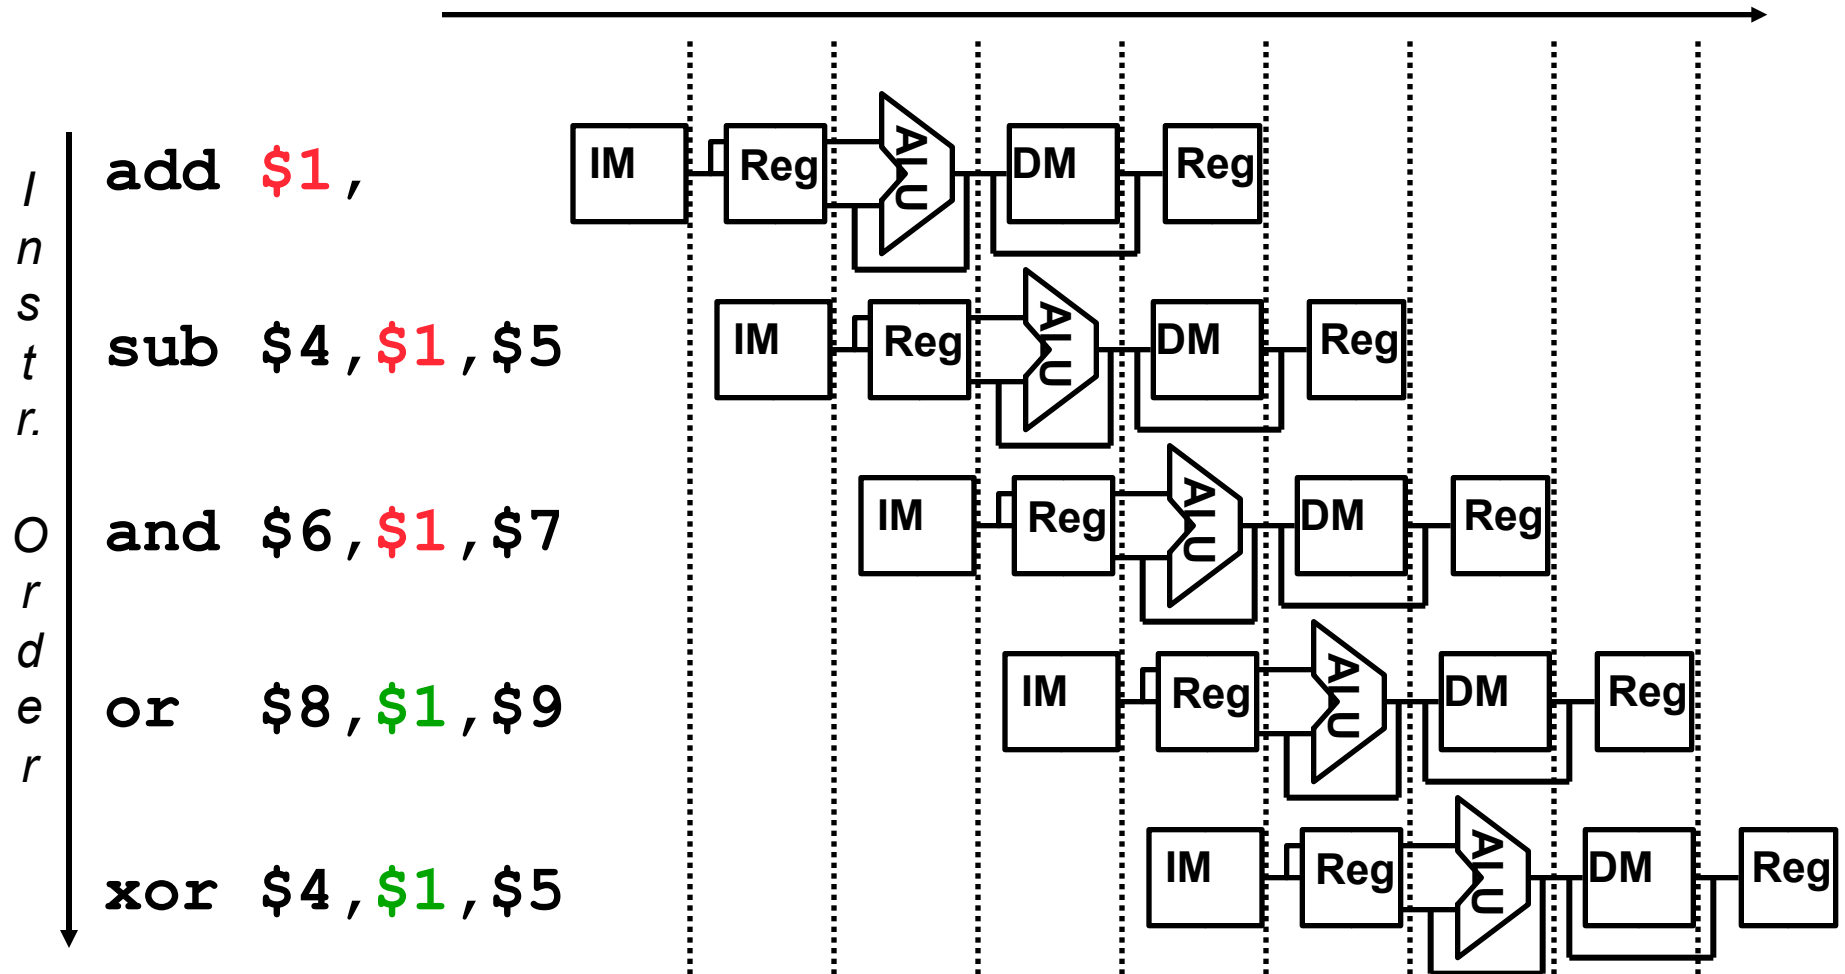 Instr. Order
add $1,
IM Reg ALU DM Reg
sub $4,$1,$5
IM Reg ALU DM Reg
and $6,$1,$7
IM Reg ALU DM Reg
or $8,$1,$9
IM Reg ALU DM Reg
xor $4,$1,$5
IM Reg ALU DM Reg